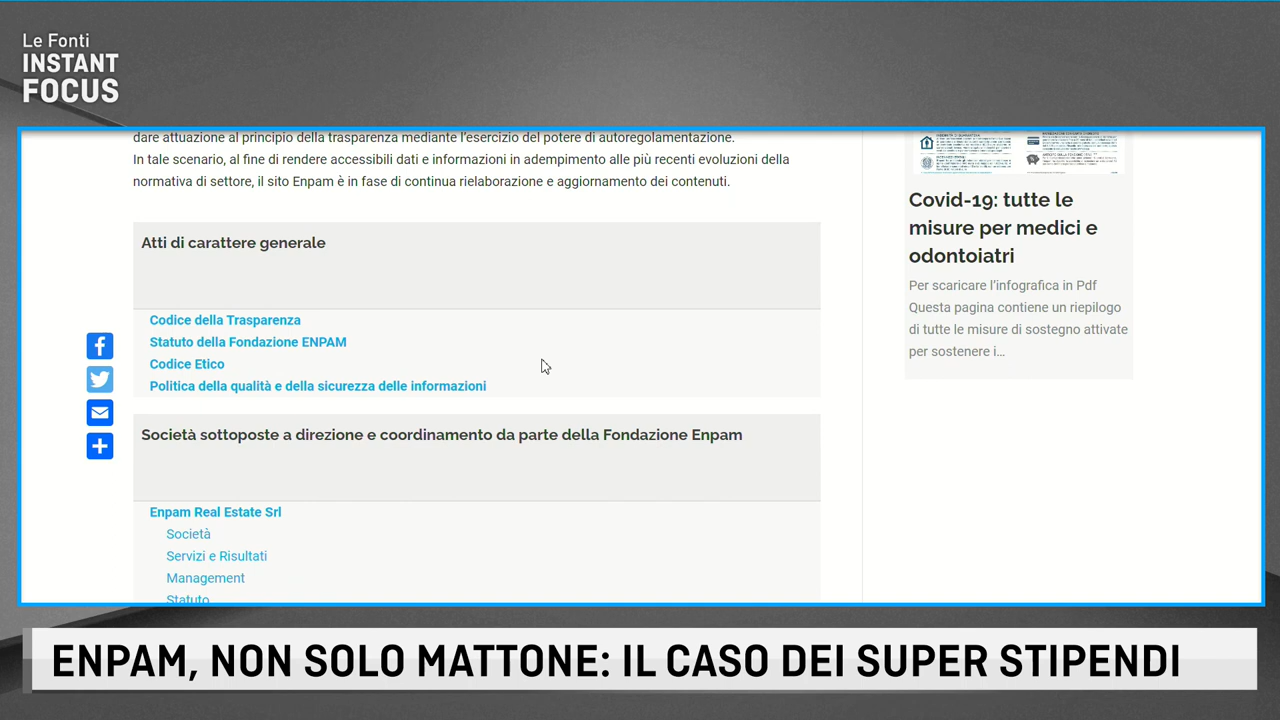 Le Fonti
INSTANT
FOCUS
dare attuazione al principio della trasparenza mediante l'esercizio del potere di autoregolamentazione.
In tale scenario, al fine di rendere a tutti dati e informazioni in adempimento agli più recenti evoluzioni della
normativa di settore, il sito Enpam è in fase di continua rielaborazione e aggiornamento dei contenuti.
Atti di carattere generale
Codice della Trasparenza
Statuto della Fondazione ENPAM
Codice Etico
Politica della qualità e della sicurezza delle informazioni
Società sottoposte a direzione e coordinamento da parte della Fondazione Enpam
Enpam Real Estate Srl
Società
Servizi e Risultati
Management
Statuto
Covid-19: tutte le
misure per medici e
odontoiatri
Per scaricare l'infografica in Pdf
Questa pagina contiene un riepilogo
di tutte le misure di sostegno attivate
per sostenere i...
ENPAM, NON SOLO MATTONE: IL CASO DEI SUPER STIPENDI